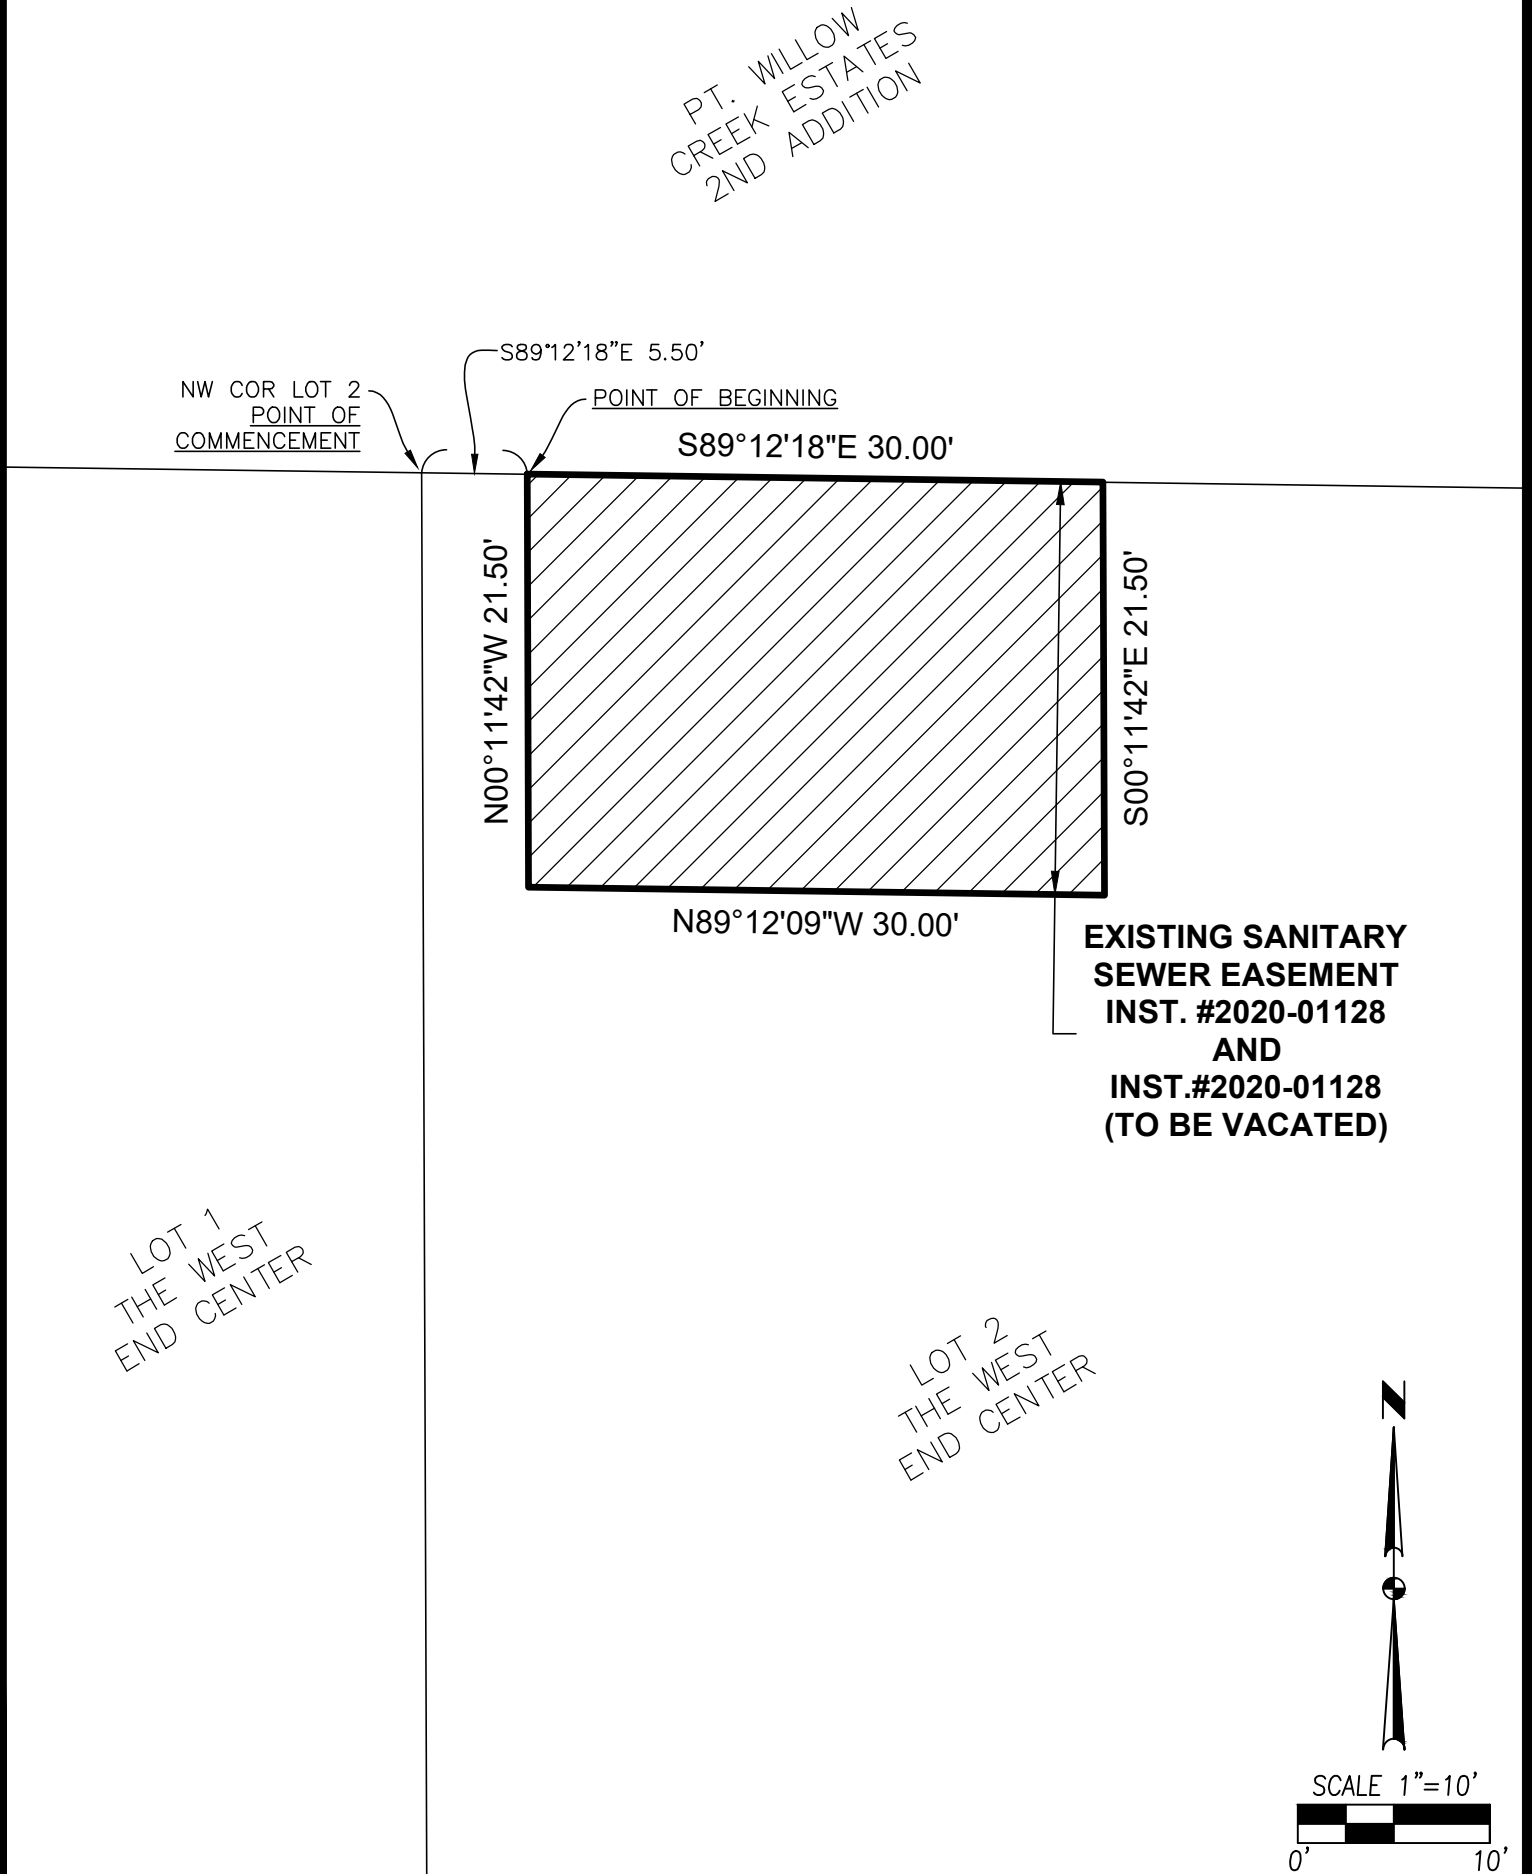 PT. WILLOW
CREEK ESTATES
2ND ADDITION
S89°12'18"E 5.50'
NW COR LOT 2
POINT OF
COMMENCEMENT
POINT OF BEGINNING
S89°12'18"E 30.00'
N00°11'42"W 21.50'
S00°11'42"E 21.50'
N89°12'09"W 30.00'
EXISTING SANITARY
SEWER EASEMENT
INST. #2020-01128
AND
INST.#2020-01128
(TO BE VACATED)
LOT 1
THE WEST
END CENTER
LOT 2
THE WEST
END CENTER
N
SCALE 1"=10'
0' 10'